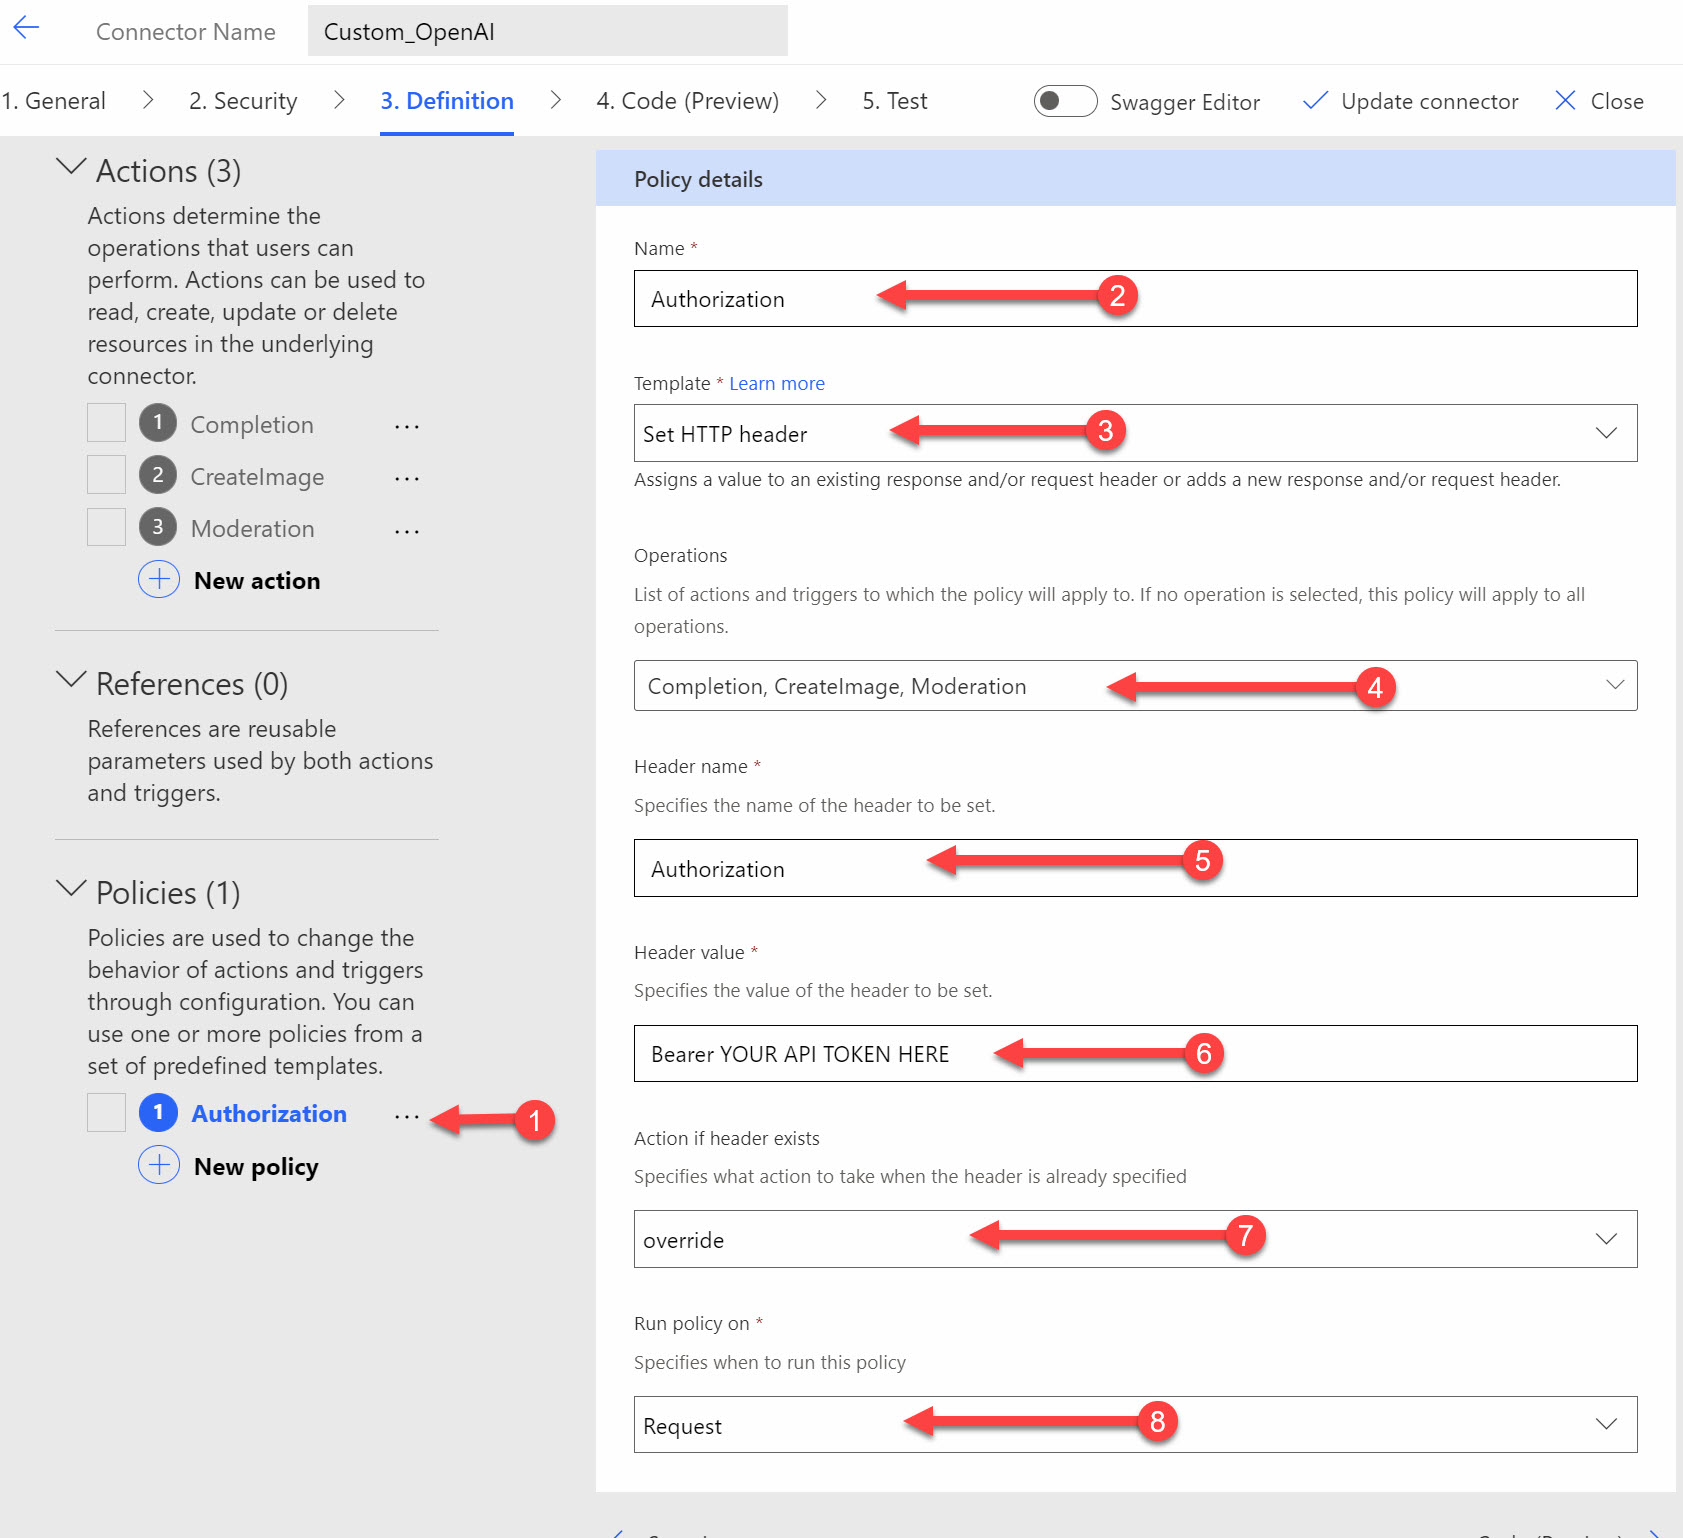 Connector Name
Custom_OpenAI
1. General
2. Security
3. Definition
4. Code (Preview)
5. Test
Swagger Editor
Update connector
Close
Actions (3)
Actions determine the
operations that users can
perform. Actions can be used to
read, create, update or delete
resources in the underlying
connector.
1 Completion ...
2 CreateImage ...
3 Moderation ...
New action
References (0)
References are reusable
parameters used by both actions
and triggers.
Policies (1)
Policies are used to change the
behavior of actions and triggers
through configuration. You can
use one or more policies from a
set of predefined templates.
1 Authorization ... 1
New policy
Policy details
Name *
Authorization 2
Template * Learn more
Set HTTP header 3
Assigns a value to an existing response and/or request header or adds a new response and/or request header.
Operations
List of actions and triggers to which the policy will apply to. If no operation is selected, this policy will apply to all
operations.
Completion, CreateImage, Moderation 4
Header name *
Specifies the name of the header to be set.
Authorization 5
Header value *
Specifies the value of the header to be set.
Bearer YOUR API TOKEN HERE 6
Action if header exists
Specifies what action to take when the header is already specified
override 7
Run policy on *
Specifies when to run this policy
Request 8